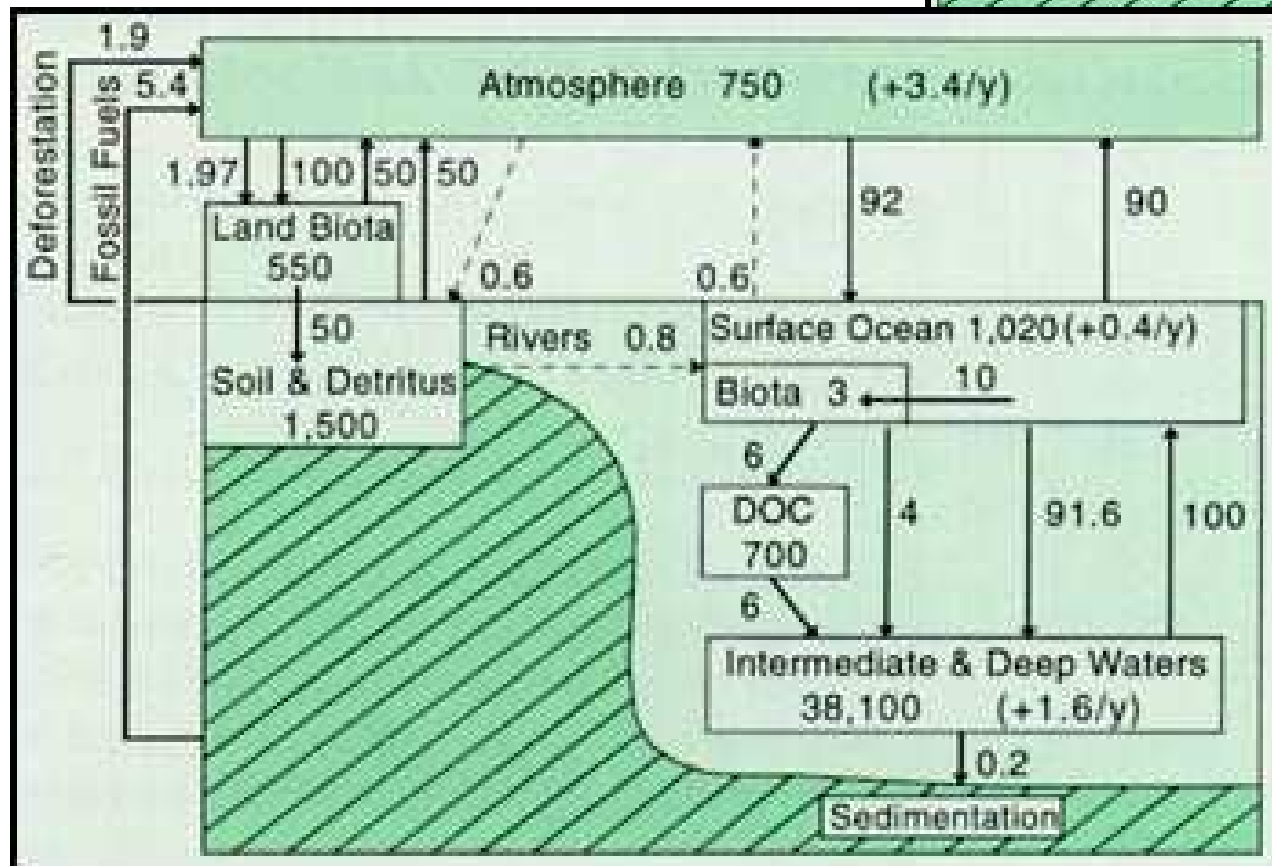 1.9
Deforestation
Fossil Fuels
5.4
Atmosphere 750 (+3.4/y)
1.97
100
50
50
92
90
Land Biota
550
0.6
0.6
50
Rivers 0.8
Surface Ocean 1,020(+0.4/y)
Soil & Detritus
1,500
Biota 3
10
6
DOC
700
4
91.6
100
6
Intermediate & Deep Waters
38,100 (+1.6/y)
0.2
Sedimentation